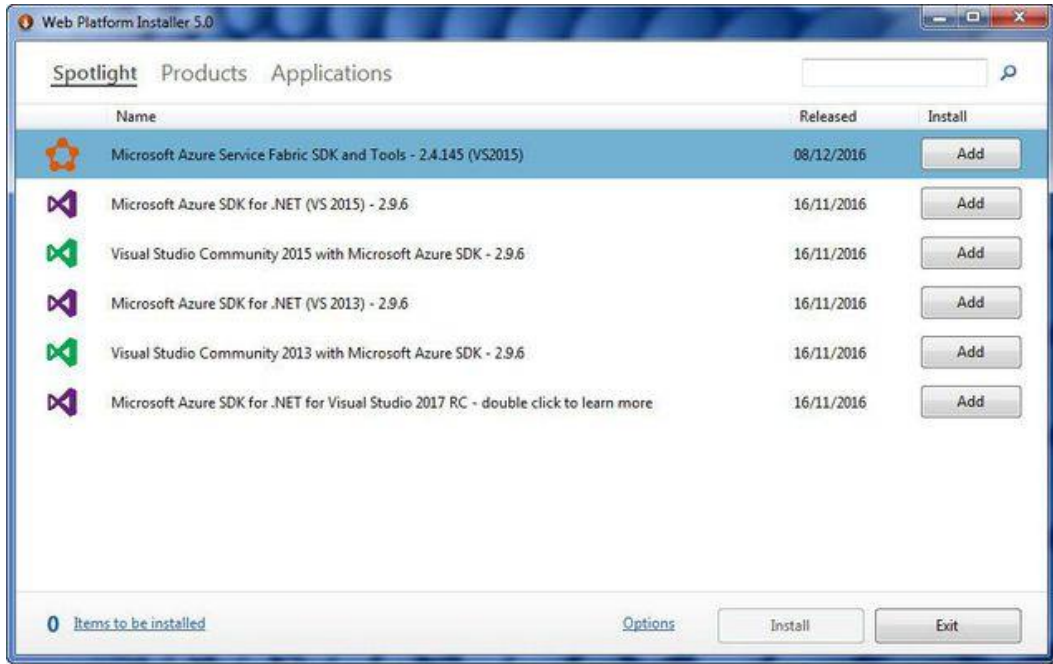 Web Platform Installer 5.0
Spotlight Products Applications
Name Released Install
Microsoft Azure Service Fabric SDK and Tools - 2.4.145 (VS2015) 08/12/2016 Add
Microsoft Azure SDK for .NET (VS 2015) - 2.9.6 16/11/2016 Add
Visual Studio Community 2015 with Microsoft Azure SDK - 2.9.6 16/11/2016 Add
Microsoft Azure SDK for .NET (VS 2013) - 2.9.6 16/11/2016 Add
Visual Studio Community 2013 with Microsoft Azure SDK - 2.9.6 16/11/2016 Add
Microsoft Azure SDK for .NET for Visual Studio 2017 RC - double click to learn more 16/11/2016 Add
0 Items to be installed Options Install Exit